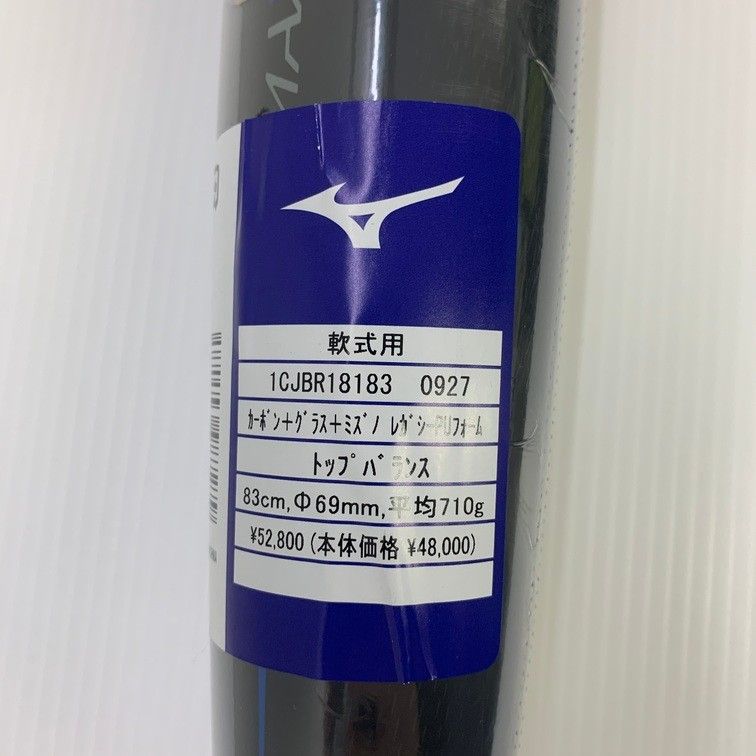 軟式用
1CJBR18183 0927
ｶｰﾎﾞﾝ+ｸﾞﾗｽ+ﾐｽﾞﾉ ﾚｶﾞｼｰPUﾌｫｰﾑ
ﾄｯﾌﾟﾊﾞﾗﾝｽ
83cm,Φ69mm,平均710g
¥52,800(本体価格 ¥48,000)